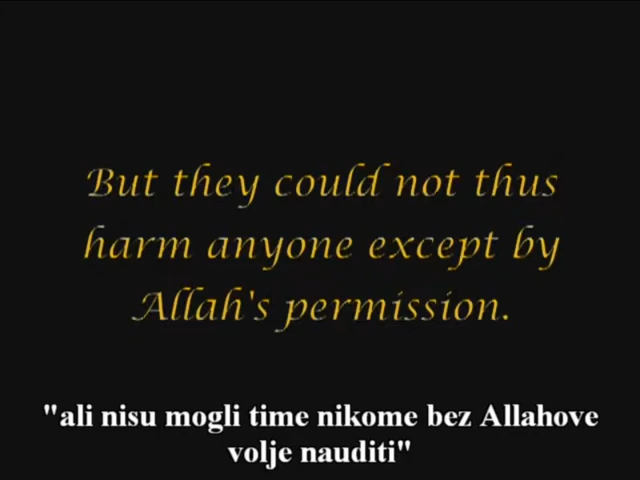 But they could not thus
harm anyone except by
Allah's permission.
"ali nisu mogli time nikome bez Allahove
volje nauditi"